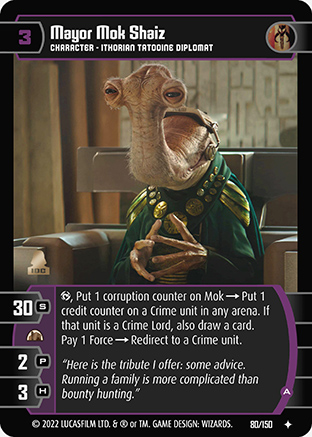 3
Mayor Mok Shaiz
CHARACTER - ITHORIAN TATOOINE DIPLOMAT
30 S
2 P
3 H
, Put 1 corruption counter on Mok → Put 1
credit counter on a Crime unit in any arena. If
that unit is a Crime Lord, also draw a card.
Pay 1 Force → Redirect to a Crime unit.
"Here is the tribute I offer: some advice.
Running a family is more complicated than
bounty hunting."
A
© 2022 LUCASFILM LTD. & ® OR TM. GAME DESIGN: WIZARDS.
80/150